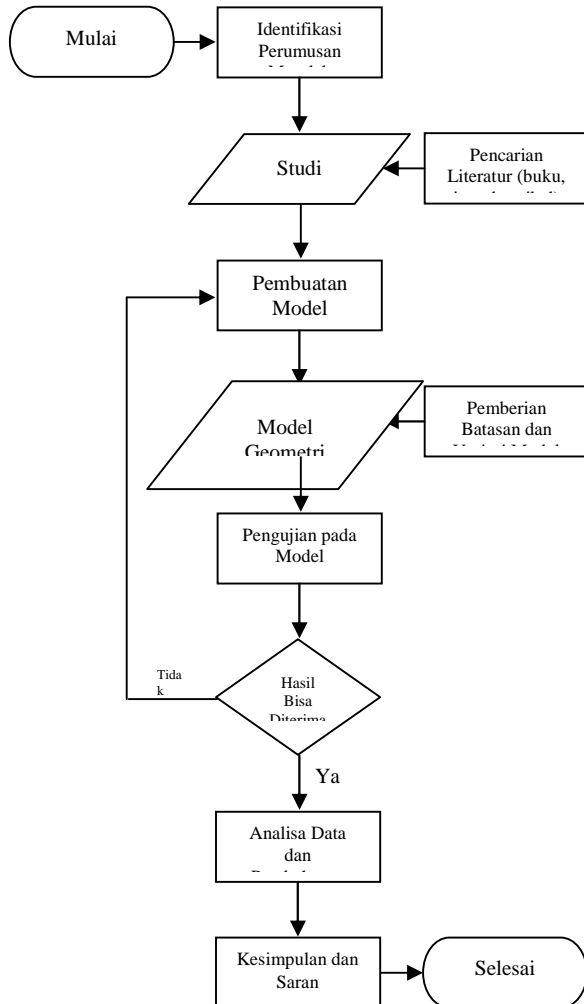 Mulai
Identifikasi
Perumusan
Studi
Pencarian
Literatur (buku,
Pembuatan
Model
Model
Geometri
Pemberian
Batasan dan
Pengujian pada
Model
Tida
k
Hasil
Bisa
Diterima
Ya
Analisa Data
dan
Kesimpulan dan
Saran
Selesai